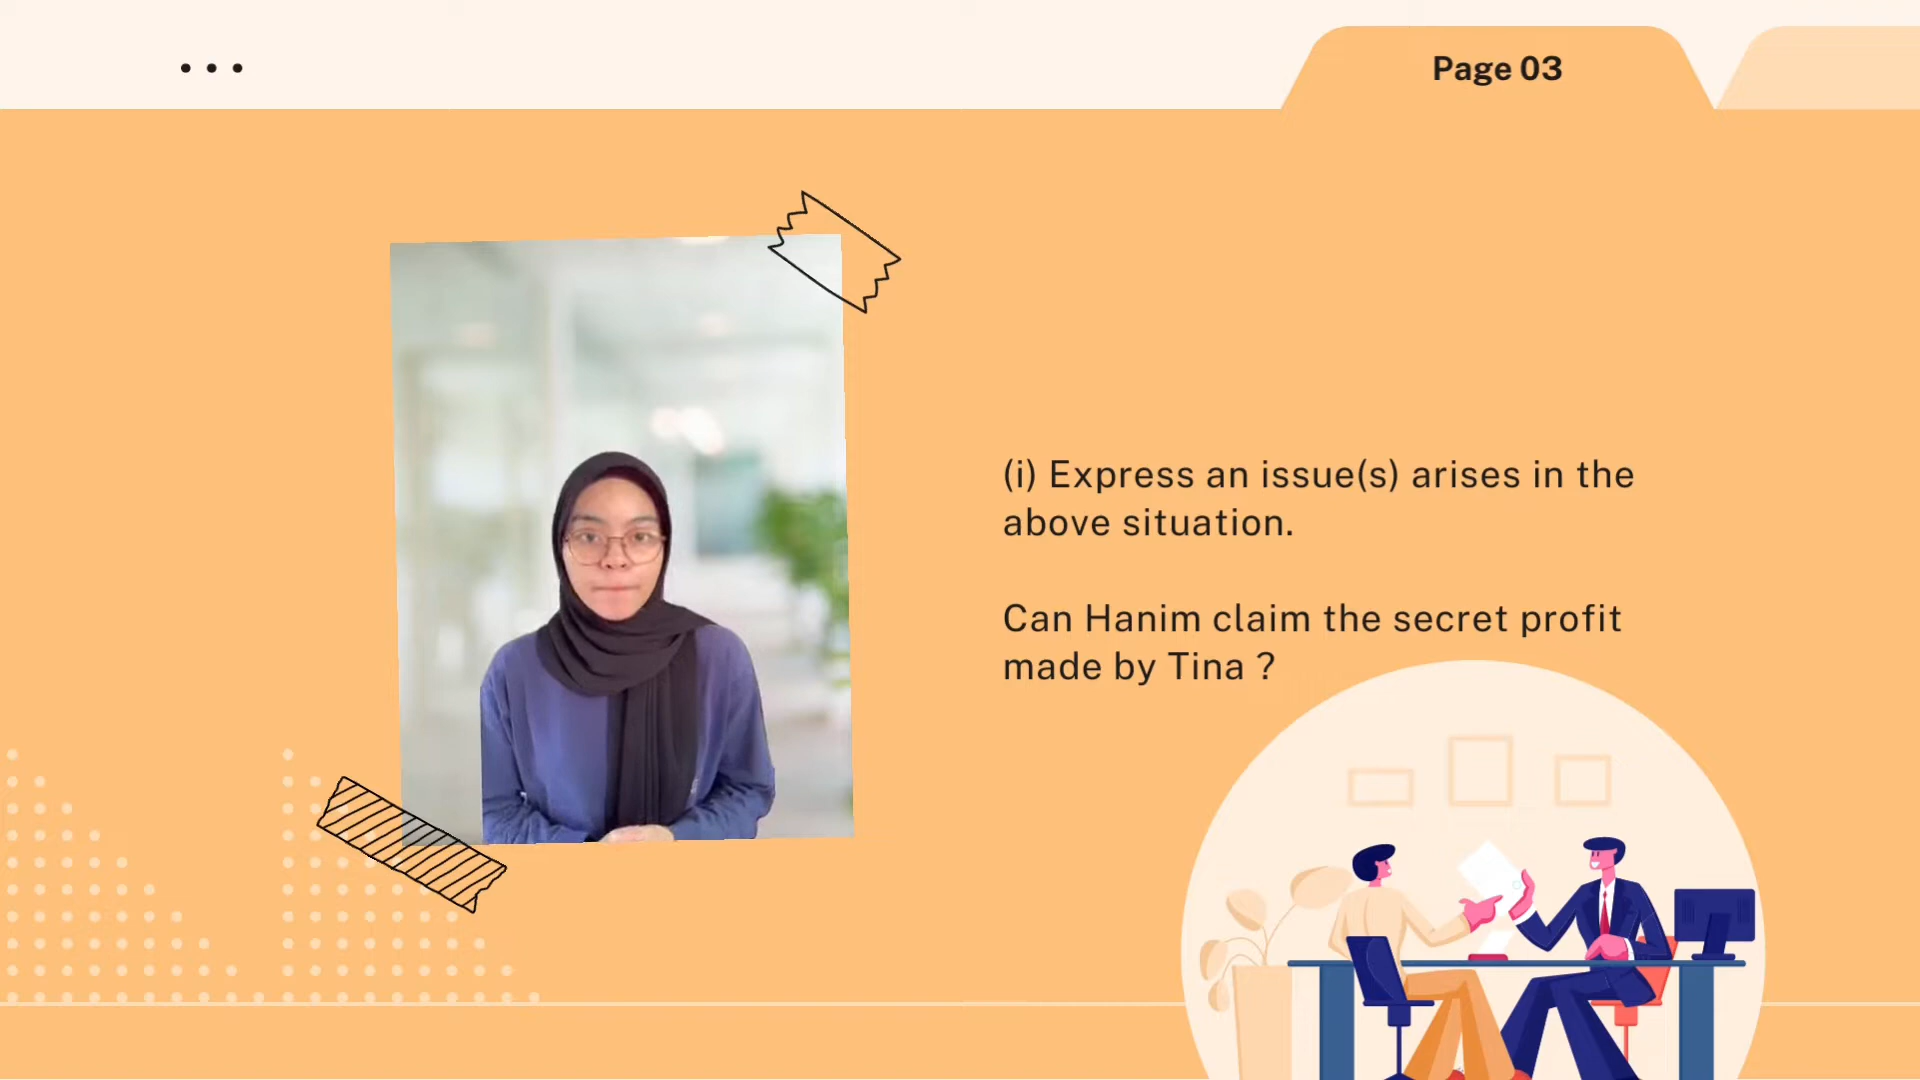 Page 03
(i) Express an issue(s) arises in the
above situation.
Can Hanim claim the secret profit
made by Tina ?